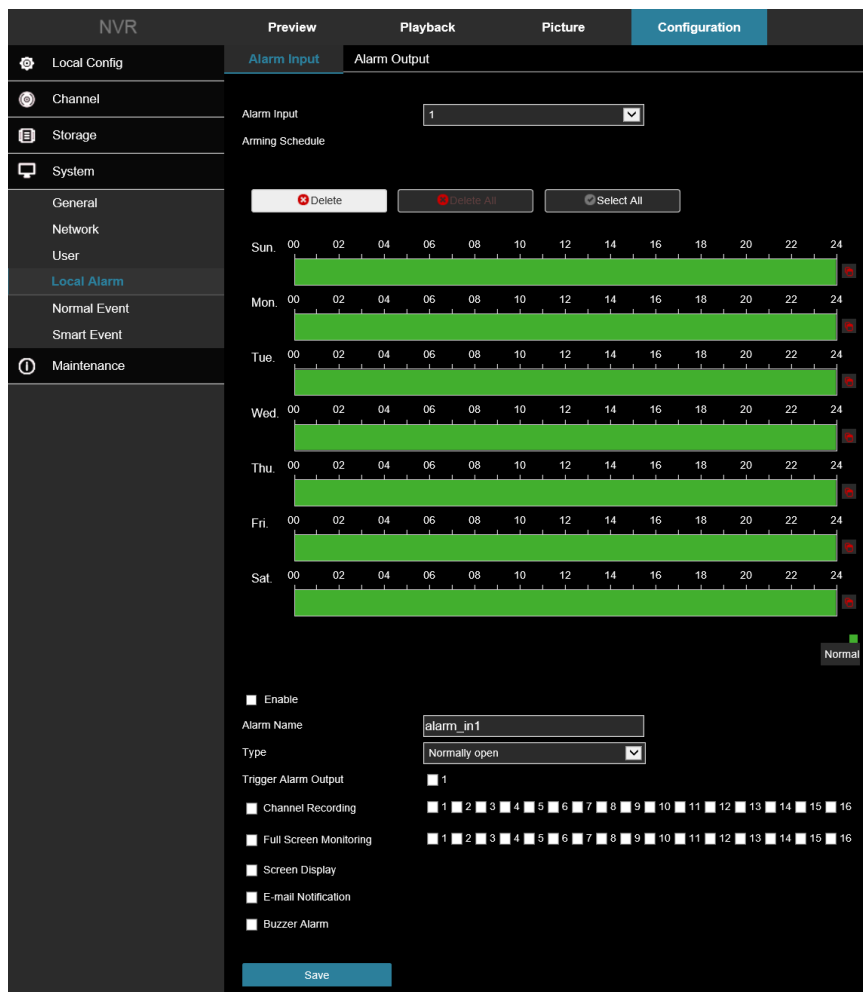 NVR Preview Playback Picture Configuration
Local Config
Channel
Storage
System
General
Network
User
Local Alarm
Normal Event
Smart Event
Maintenance
Alarm Input Alarm Output
Alarm Input 1
Arming Schedule
Delete Delete All Select All
Sun. 00 02 04 06 08 10 12 14 16 18 20 22 24
Mon. 00 02 04 06 08 10 12 14 16 18 20 22 24
Tue. 00 02 04 06 08 10 12 14 16 18 20 22 24
Wed. 00 02 04 06 08 10 12 14 16 18 20 22 24
Thu. 00 02 04 06 08 10 12 14 16 18 20 22 24
Fri. 00 02 04 06 08 10 12 14 16 18 20 22 24
Sat. 00 02 04 06 08 10 12 14 16 18 20 22 24
Normal
Enable
Alarm Name alarm_in1
Type Normally open
Trigger Alarm Output 1
Channel Recording 1 2 3 4 5 6 7 8 9 10 11 12 13 14 15 16
Full Screen Monitoring 1 2 3 4 5 6 7 8 9 10 11 12 13 14 15 16
Screen Display
E-mail Notification
Buzzer Alarm
Save